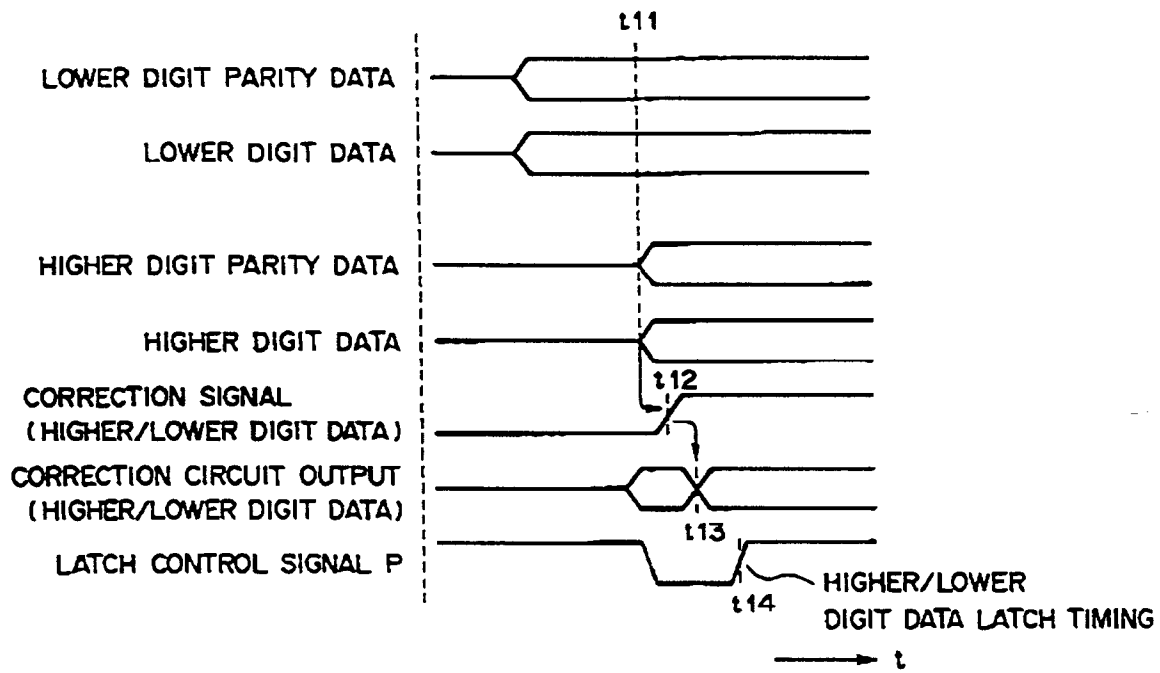 t11
LOWER DIGIT PARITY DATA
LOWER DIGIT DATA
HIGHER DIGIT PARITY DATA
HIGHER DIGIT DATA
t12
CORRECTION SIGNAL
(HIGHER/LOWER DIGIT DATA)
CORRECTION CIRCUIT OUTPUT
(HIGHER/LOWER DIGIT DATA)
t13
LATCH CONTROL SIGNAL P
t14
HIGHER/LOWER
DIGIT DATA LATCH TIMING
t